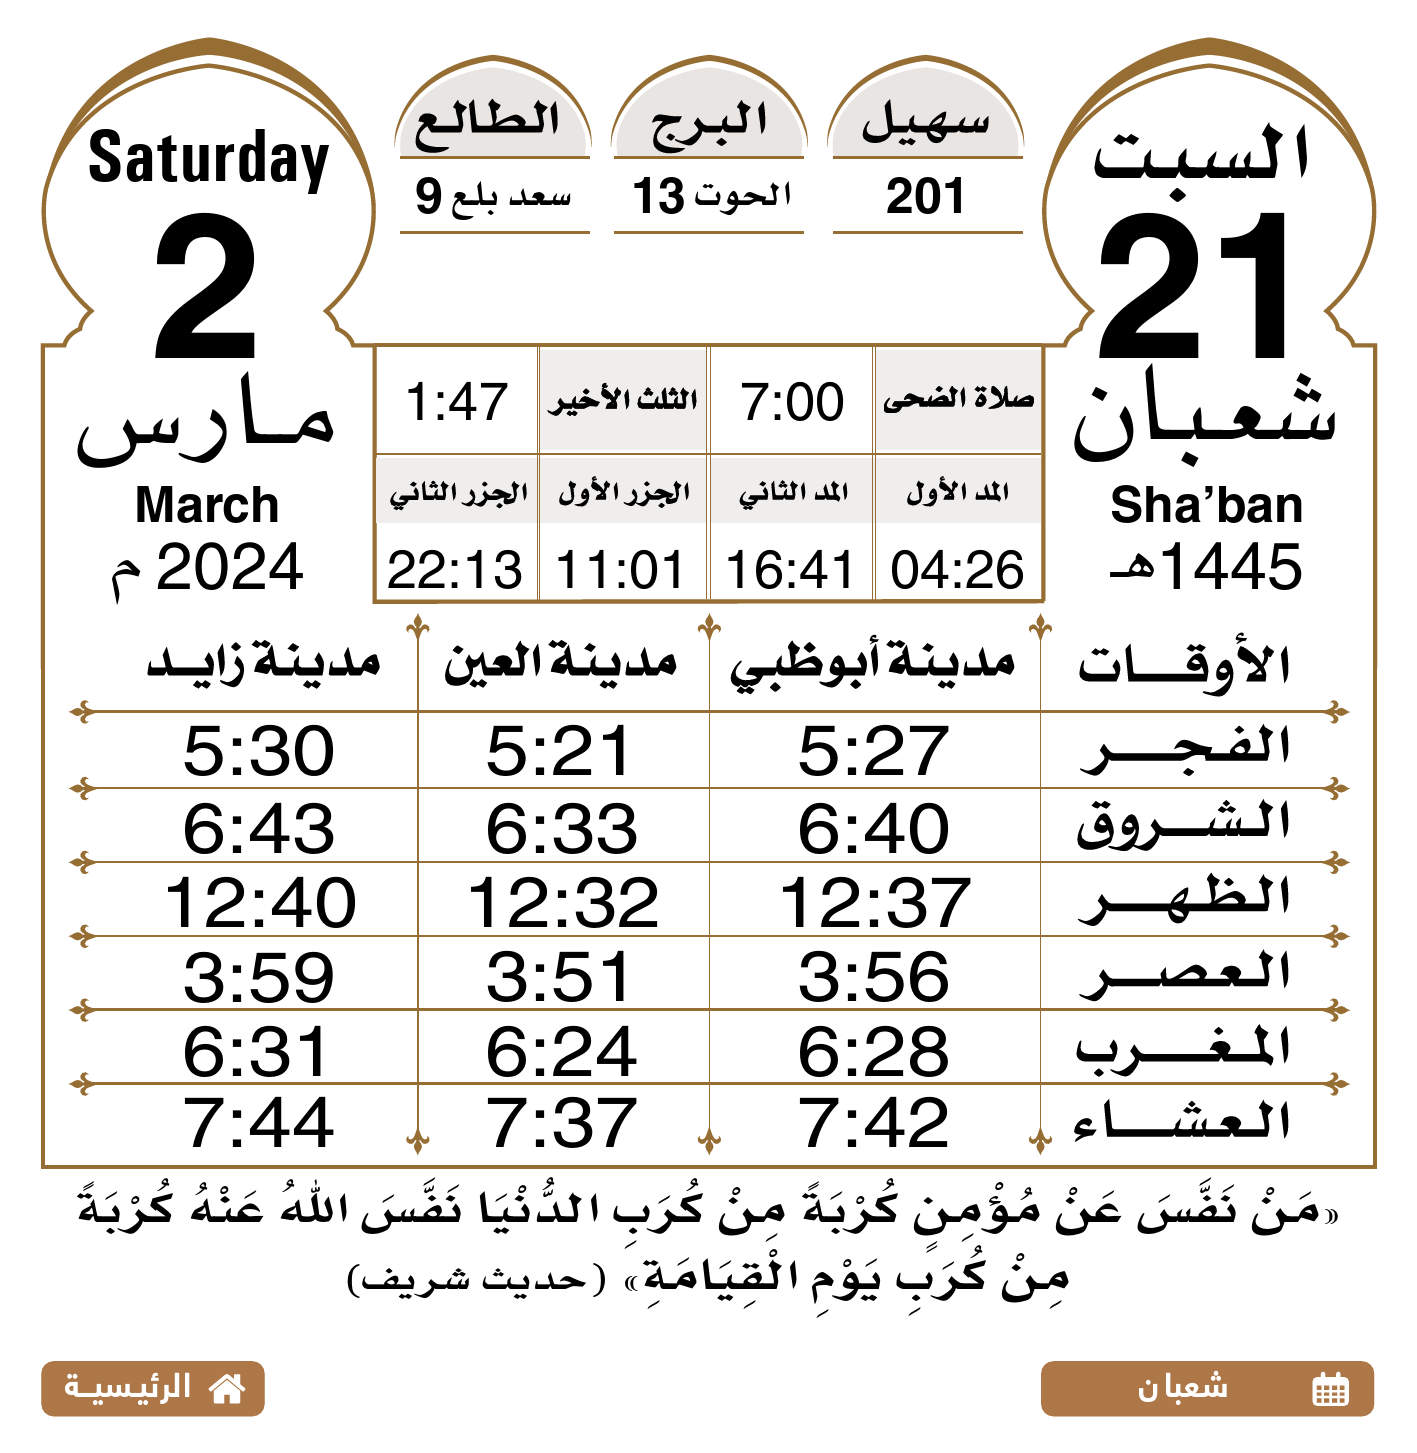 السبت
21
شعبان
Sha’ban
1445هـ
سهيل
201
البرج
الحوت 13
الطالع
سعد بلع 9
Saturday
2
مارس
March
2024 م
صلاة الضحى 7:00 الثلث الأخير 1:47
المد الأول المد الثاني الجزر الأول الجزر الثاني
04:26 16:41 11:01 22:13
الأوقات مدينة أبوظبي مدينة العين مدينة زايد
الفجر 5:27 5:21 5:30
الشروق 6:40 6:33 6:43
الظهر 12:37 12:32 12:40
العصر 3:56 3:51 3:59
المغرب 6:28 6:24 6:31
العشاء 7:42 7:37 7:44
«مَنْ نَفَّسَ عَنْ مُؤْمِنٍ كُرْبَةً مِنْ كُرَبِ الدُّنْيَا نَفَّسَ اللهُ عَنْهُ كُرْبَةً
مِنْ كُرَبِ يَوْمِ الْقِيَامَةِ» (حديث شريف)
شعبان
الرئيسية